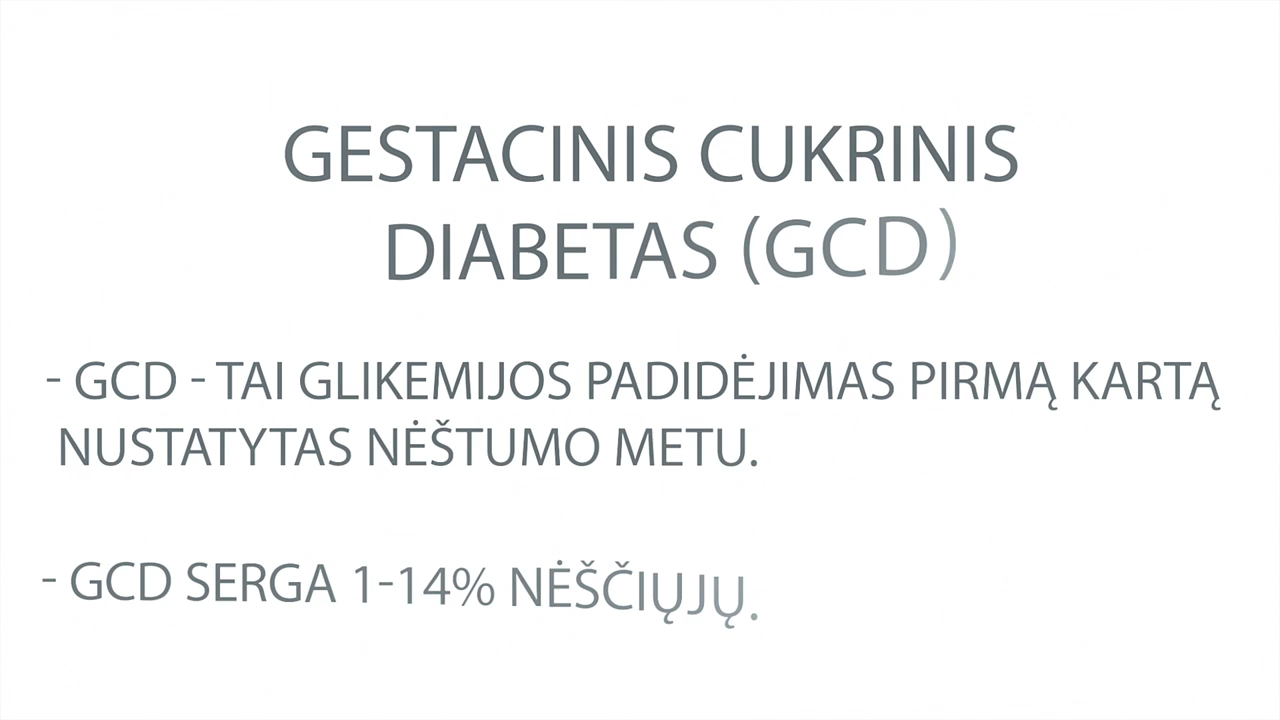 GESTACINIS CUKRINIS
DIABETAS (GCD)
- GCD - TAI GLIKEMIJOS PADIDĖJIMAS PIRMĄ KARTĄ
NUSTATYTAS NĖŠTUMO METU.
- GCD SERGA 1-14% NĖŠČIŲJŲ.